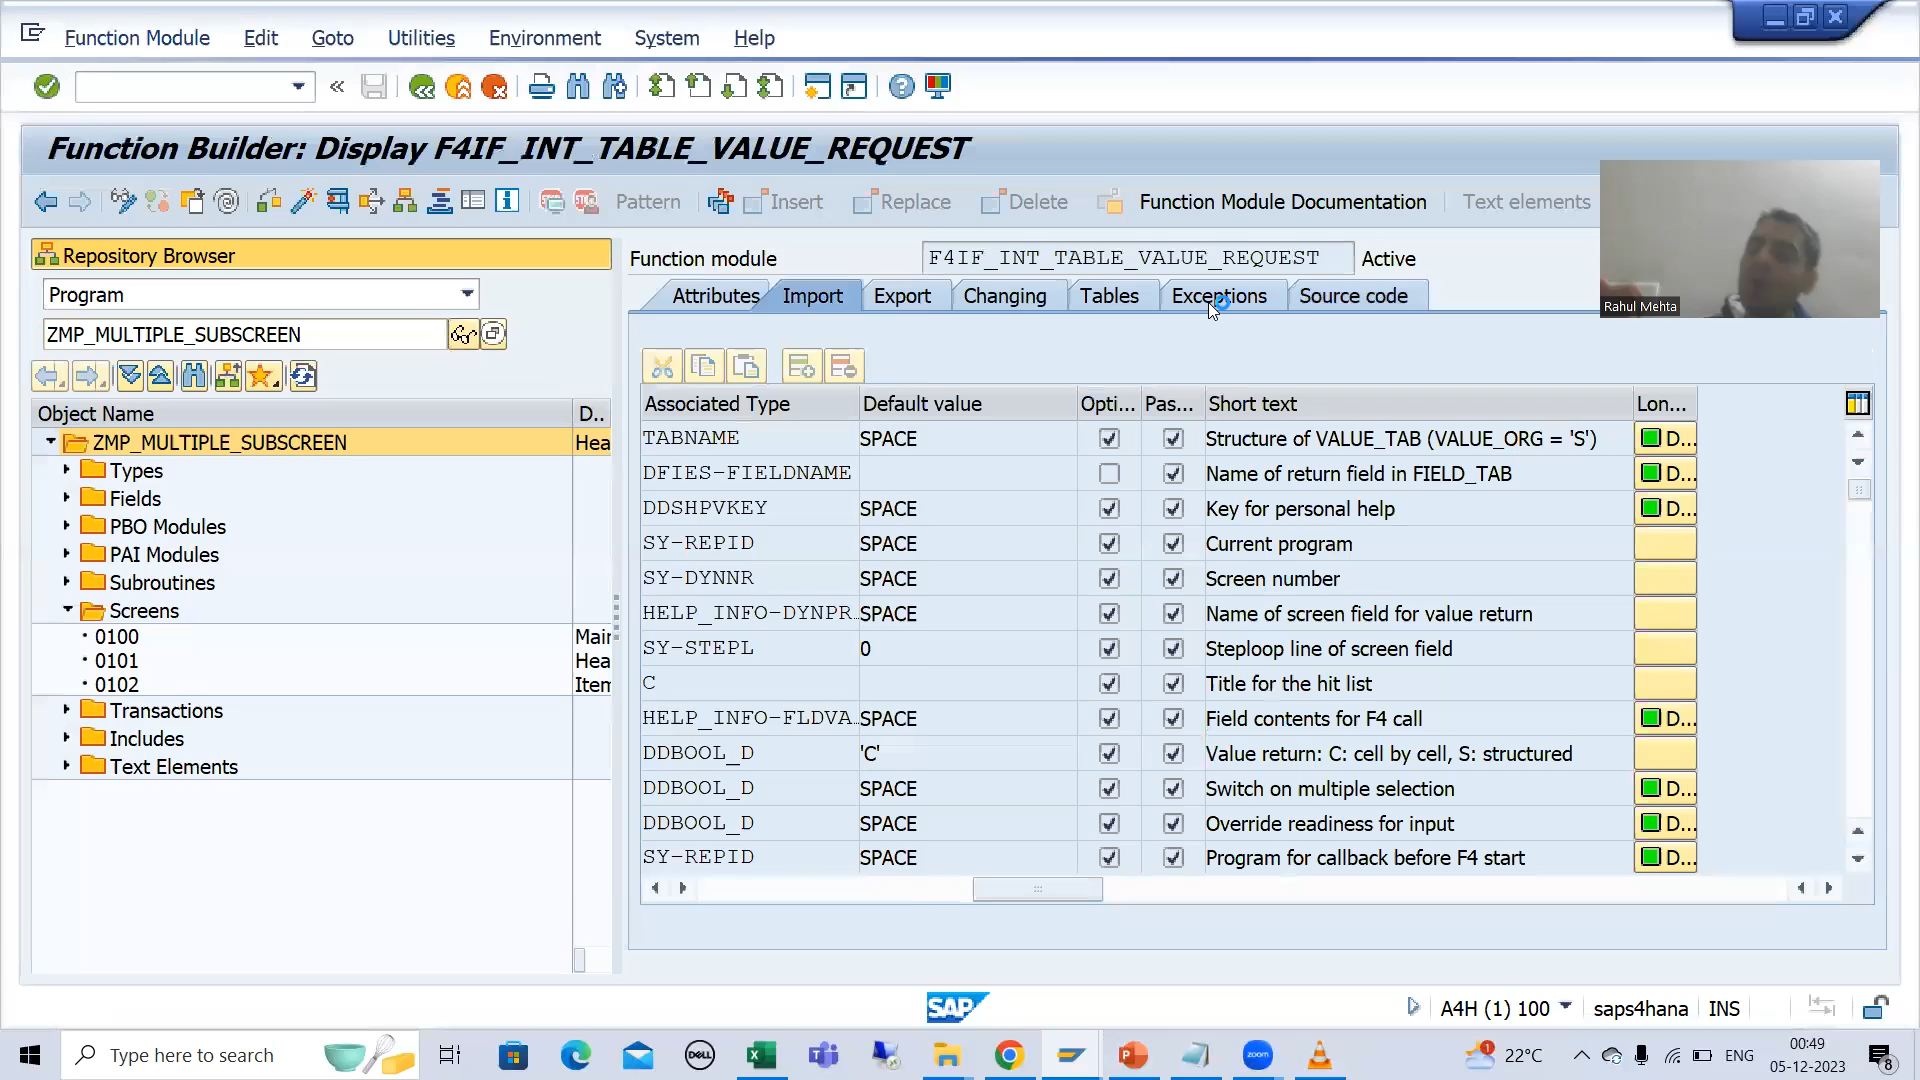 Function Module Edit Goto Utilities Environment System Help
Function Builder: Display F4IF_INT_TABLE_VALUE_REQUEST
Pattern Insert Replace Delete Function Module Documentation Text elements
Rahul Mehta
Repository Browser
Program
ZMP_MULTIPLE_SUBSCREEN
Object Name D..
ZMP_MULTIPLE_SUBSCREEN Hea
Types
Fields
PBO Modules
PAI Modules
Subroutines
Screens
0100 Mair
0101 Hea
0102 Item
Transactions
Includes
Text Elements
Function module F4IF_INT_TABLE_VALUE_REQUEST Active
Attributes Import Export Changing Tables Exceptions Source code
Associated Type Default value Opti... Pas... Short text Lon...
TABNAME SPACE Structure of VALUE_TAB (VALUE_ORG = 'S') D...
DFIES-FIELDNAME Name of return field in FIELD_TAB D...
DDSHPVKEY SPACE Key for personal help D...
SY-REPID SPACE Current program
SY-DYNNR SPACE Screen number
HELP_INFO-DYNPR… SPACE Name of screen field for value return
SY-STEPL 0 Steploop line of screen field
C Title for the hit list
HELP_INFO-FLDVA… SPACE Field contents for F4 call D...
DDBOOL_D 'C' Value return: C: cell by cell, S: structured
DDBOOL_D SPACE Switch on multiple selection D...
DDBOOL_D SPACE Override readiness for input D...
SY-REPID SPACE Program for callback before F4 start D...
SAP
A4H (1) 100 saps4hana INS
Type here to search
DELL
zoom
1
22°C
ENG
00:49
05-12-2023
8